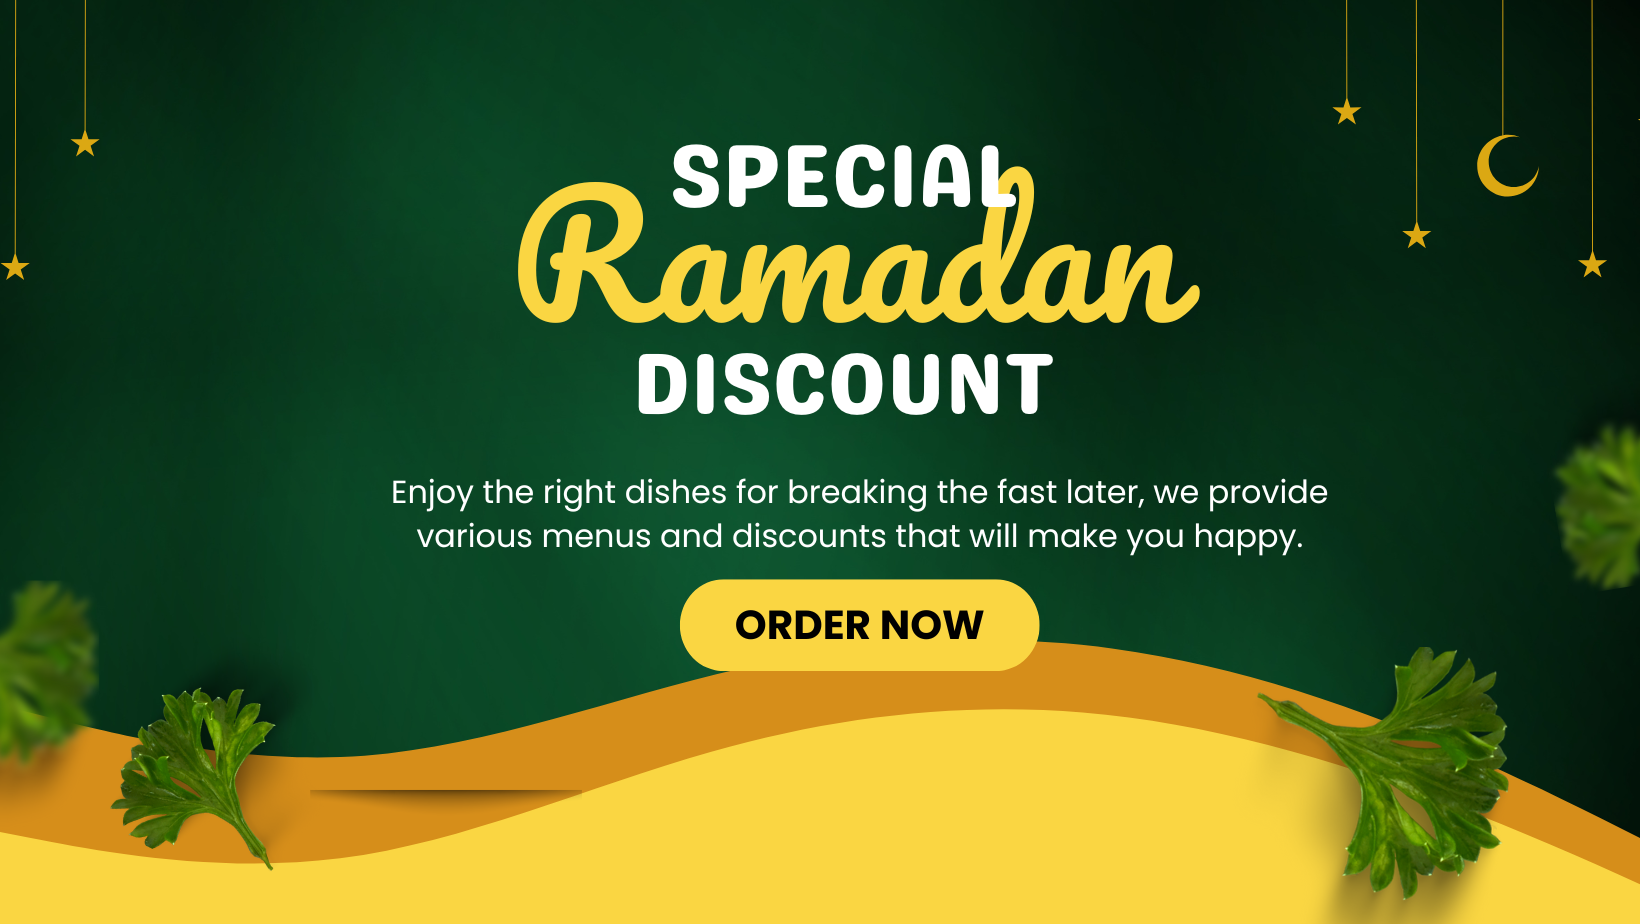 SPECIAL
Ramadan
DISCOUNT
Enjoy the right dishes for breaking the fast later, we provide
various menus and discounts that will make you happy.
ORDER NOW